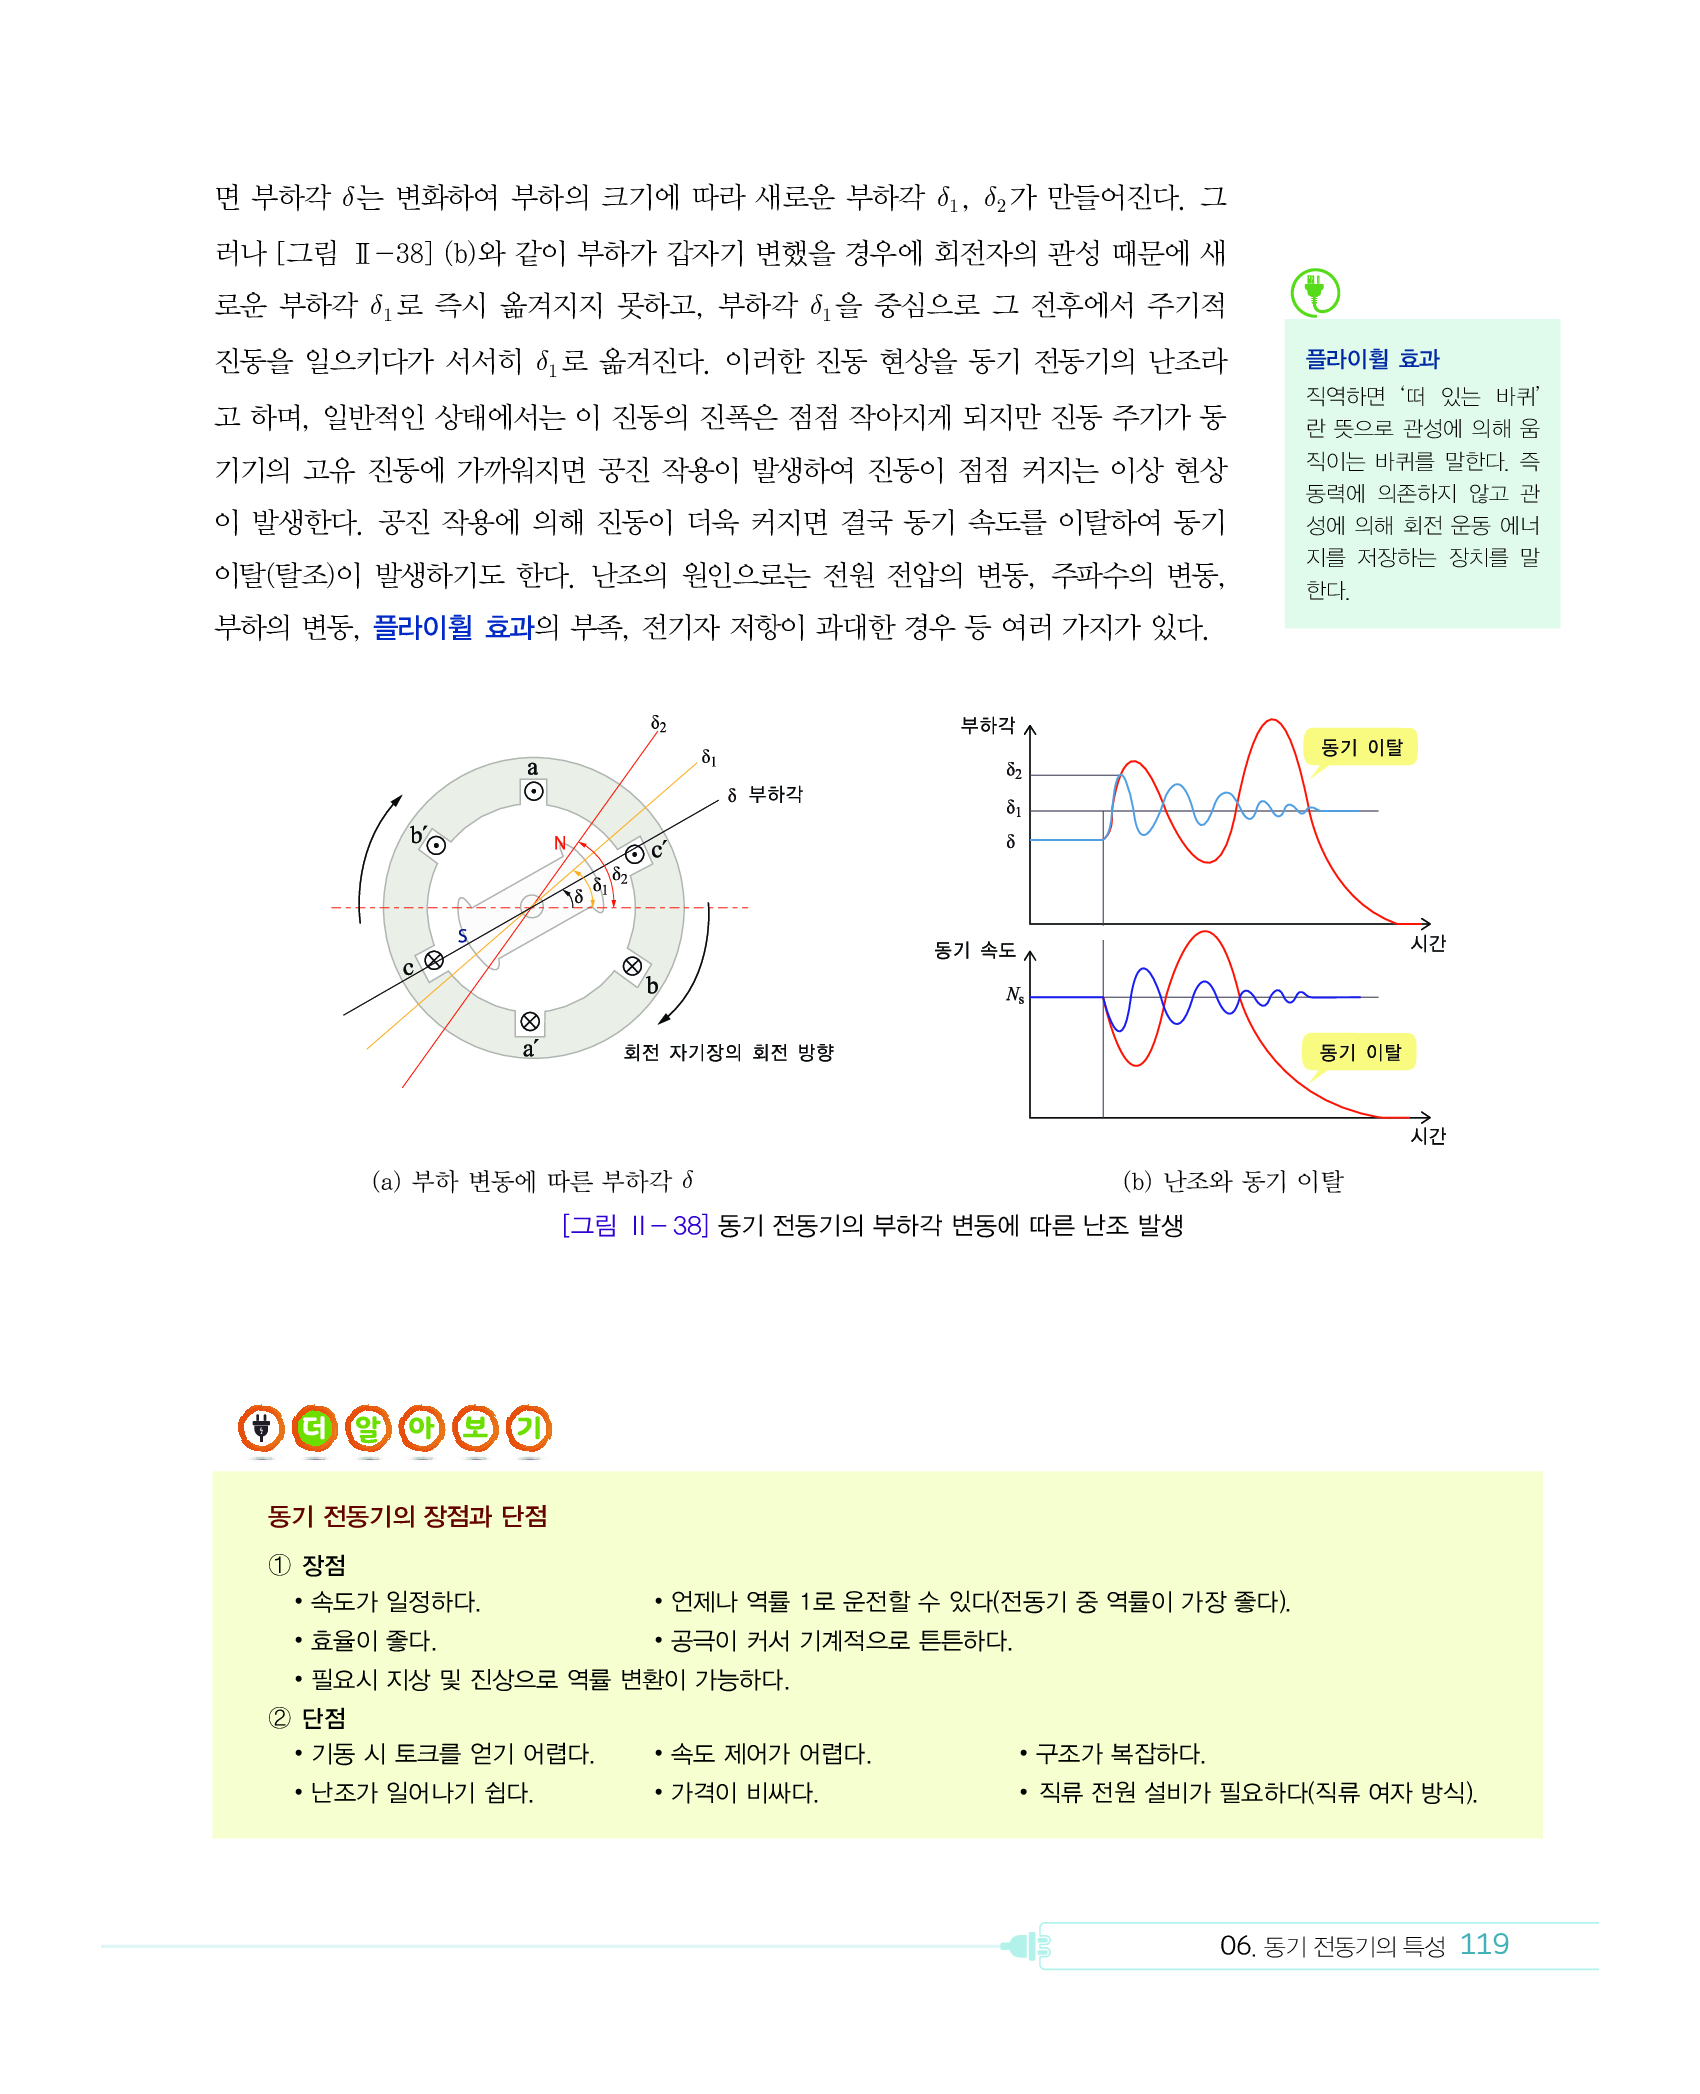 면 부하각 δ는 변화하여 부하의 크기에 따라 새로운 부하각 δ₁, δ₂가 만들어진다. 그
러나 [그림 Ⅱ-38] (b)와 같이 부하가 갑자기 변했을 경우에 회전자의 관성 때문에 새
로운 부하각 δ₁로 즉시 옮겨지지 못하고, 부하각 δ₁을 중심으로 그 전후에서 주기적
진동을 일으키다가 서서히 δ₁로 옮겨진다. 이러한 진동 현상을 동기 전동기의 난조라
고 하며, 일반적인 상태에서는 이 진동의 진폭은 점점 작아지게 되지만 진동 주기가 동
기기의 고유 진동에 가까워지면 공진 작용이 발생하여 진동이 점점 커지는 이상 현상
이 발생한다. 공진 작용에 의해 진동이 더욱 커지면 결국 동기 속도를 이탈하여 동기
이탈(탈조)이 발생하기도 한다. 난조의 원인으로는 전원 전압의 변동, 주파수의 변동,
부하의 변동, 플라이휠 효과의 부족, 전기자 저항이 과대한 경우 등 여러 가지가 있다.
플라이휠 효과
직역하면 ‘떠 있는 바퀴’
란 뜻으로 관성에 의해 움
직이는 바퀴를 말한다. 즉
동력에 의존하지 않고 관
성에 의해 회전 운동 에너
지를 저장하는 장치를 말
한다.
δ₂
δ₁
δ 부하각
a
b′
N
c′
δ₂
δ₁
δ
S
c
b
a′
회전 자기장의 회전 방향
(a) 부하 변동에 따른 부하각 δ
부하각
동기 이탈
δ₂
δ₁
δ
시간
동기 속도
Nₛ
동기 이탈
시간
(b) 난조와 동기 이탈
[그림 Ⅱ-38] 동기 전동기의 부하각 변동에 따른 난조 발생
더 알 아 보 기
동기 전동기의 장점과 단점
① 장점
• 속도가 일정하다. • 언제나 역률 1로 운전할 수 있다(전동기 중 역률이 가장 좋다).
• 효율이 좋다. • 공극이 커서 기계적으로 튼튼하다.
• 필요시 지상 및 진상으로 역률 변환이 가능하다.
② 단점
• 기동 시 토크를 얻기 어렵다. • 속도 제어가 어렵다. • 구조가 복잡하다.
• 난조가 일어나기 쉽다. • 가격이 비싸다. • 직류 전원 설비가 필요하다(직류 여자 방식).
06. 동기 전동기의 특성 119